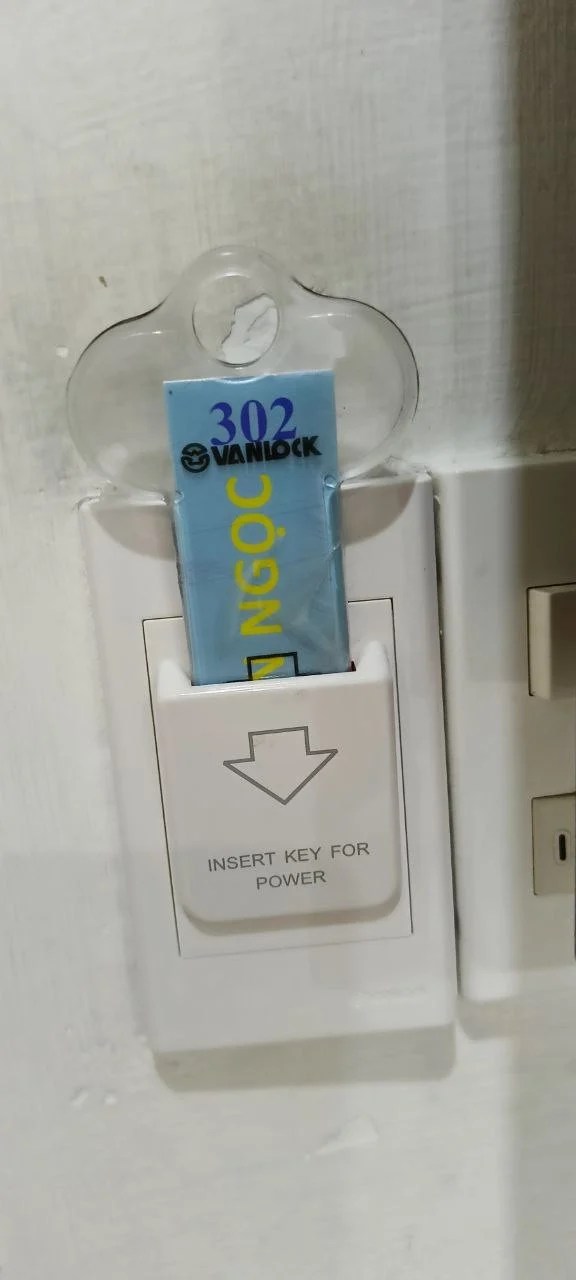 302
VANLOCK
NGỌC
INSERT KEY FOR
POWER